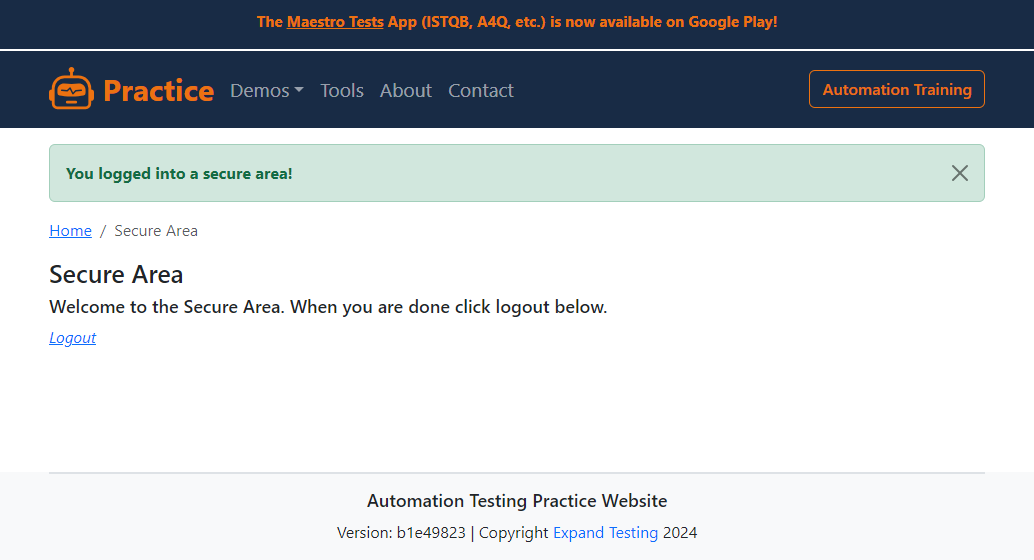 The Maestro Tests App (ISTQB, A4Q, etc.) is now available on Google Play!
Practice Demos Tools About Contact Automation Training
You logged into a secure area!
Home / Secure Area
Secure Area
Welcome to the Secure Area. When you are done click logout below.
Logout
Automation Testing Practice Website
Version: b1e49823 | Copyright Expand Testing 2024